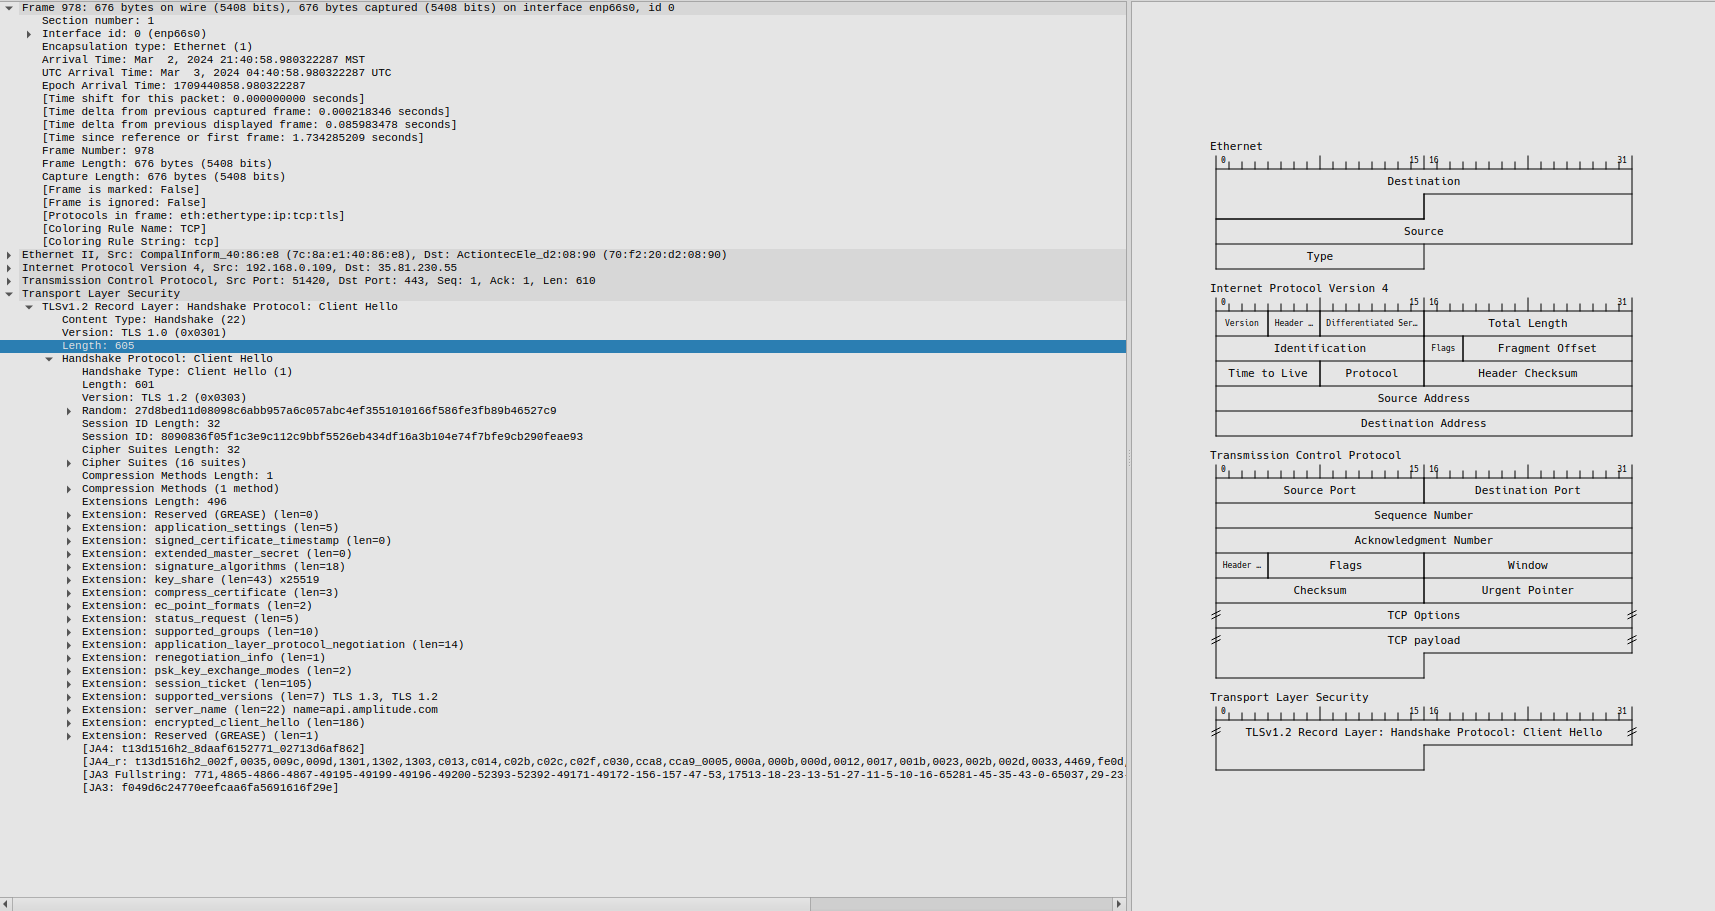 Frame 978: 676 bytes on wire (5408 bits), 676 bytes captured (5408 bits) on interface enp66s0, id 0
Section number: 1
Interface id: 0 (enp66s0)
Encapsulation type: Ethernet (1)
Arrival Time: Mar  2, 2024 21:40:58.980322287 MST
UTC Arrival Time: Mar  3, 2024 04:40:58.980322287 UTC
Epoch Arrival Time: 1709440858.980322287
[Time shift for this packet: 0.000000000 seconds]
[Time delta from previous captured frame: 0.000218346 seconds]
[Time delta from previous displayed frame: 0.085983478 seconds]
[Time since reference or first frame: 1.734285209 seconds]
Frame Number: 978
Frame Length: 676 bytes (5408 bits)
Capture Length: 676 bytes (5408 bits)
[Frame is marked: False]
[Frame is ignored: False]
[Protocols in frame: eth:ethertype:ip:tcp:tls]
[Coloring Rule Name: TCP]
[Coloring Rule String: tcp]
Ethernet II, Src: CompalInform_40:86:e8 (7c:8a:e1:40:86:e8), Dst: ActiontecEle_d2:08:90 (70:f2:20:d2:08:90)
Internet Protocol Version 4, Src: 192.168.0.109, Dst: 35.81.230.55
Transmission Control Protocol, Src Port: 51420, Dst Port: 443, Seq: 1, Ack: 1, Len: 610
Transport Layer Security
TLSv1.2 Record Layer: Handshake Protocol: Client Hello
Content Type: Handshake (22)
Version: TLS 1.0 (0x0301)
Length: 605
Handshake Protocol: Client Hello
Handshake Type: Client Hello (1)
Length: 601
Version: TLS 1.2 (0x0303)
Random: 27d8bed11d08098c6abb957a6c057abc4ef3551010166f586fe3fb89b46527c9
Session ID Length: 32
Session ID: 8090836f05f1c3e9c112c9bbf5526eb434df16a3b104e74f7bfe9cb290feae93
Cipher Suites Length: 32
Cipher Suites (16 suites)
Compression Methods Length: 1
Compression Methods (1 method)
Extensions Length: 496
Extension: Reserved (GREASE) (len=0)
Extension: application_settings (len=5)
Extension: signed_certificate_timestamp (len=0)
Extension: extended_master_secret (len=0)
Extension: signature_algorithms (len=18)
Extension: key_share (len=43) x25519
Extension: compress_certificate (len=3)
Extension: ec_point_formats (len=2)
Extension: status_request (len=5)
Extension: supported_groups (len=10)
Extension: application_layer_protocol_negotiation (len=14)
Extension: renegotiation_info (len=1)
Extension: psk_key_exchange_modes (len=2)
Extension: session_ticket (len=105)
Extension: supported_versions (len=7) TLS 1.3, TLS 1.2
Extension: server_name (len=22) name=api.amplitude.com
Extension: encrypted_client_hello (len=186)
Extension: Reserved (GREASE) (len=1)
[JA4: t13d1516h2_8daaf6152771_02713d6af862]
[JA4_r: t13d1516h2_002f,0035,009c,009d,1301,1302,1303,c013,c014,c02b,c02c,c02f,c030,cca8,cca9_0005,000a,000b,000d,0012,0017,001b,0023,002b,002d,0033,4469,fe0d,
[JA3 Fullstring: 771,4865-4866-4867-49195-49199-49196-49200-52393-52392-49171-49172-156-157-47-53,17513-18-23-13-51-27-11-5-10-16-65281-45-35-43-0-65037,29-23-
[JA3: f049d6c24770eefcaa6fa5691616f29e]
Ethernet
0 15 16 31
Destination
Source
Type
Internet Protocol Version 4
0 15 16 31
Version Header … Differentiated Ser… Total Length
Identification Flags Fragment Offset
Time to Live Protocol Header Checksum
Source Address
Destination Address
Transmission Control Protocol
0 15 16 31
Source Port Destination Port
Sequence Number
Acknowledgment Number
Header … Flags Window
Checksum Urgent Pointer
TCP Options
TCP payload
Transport Layer Security
0 15 16 31
TLSv1.2 Record Layer: Handshake Protocol: Client Hello